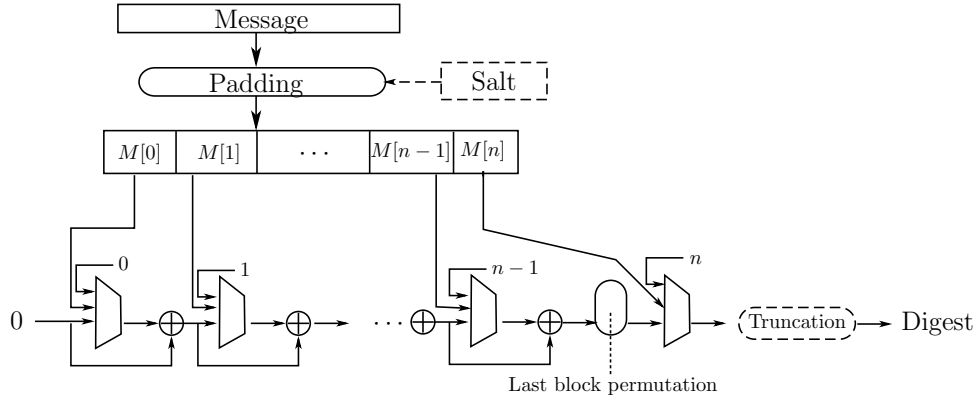 Message
Padding
Salt
M[0] M[1] ··· M[n − 1] M[n]
0 1 n − 1 n
0 ··· Truncation Digest
Last block permutation